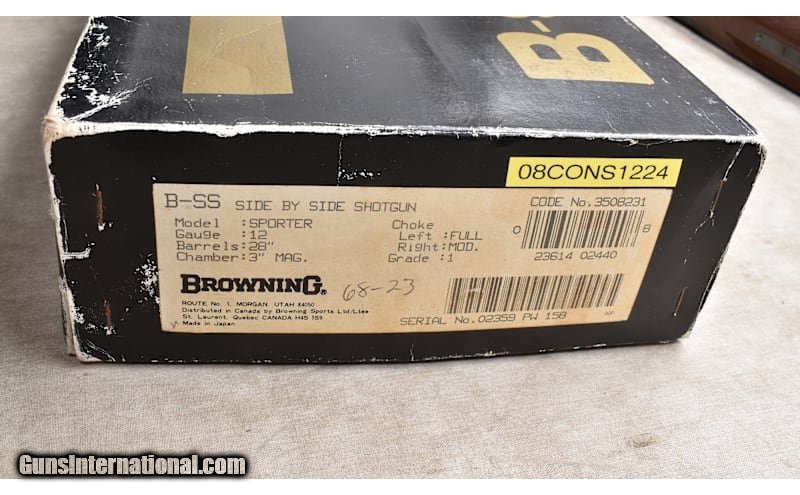 B-S
08CONS1224
B-SS SIDE BY SIDE SHOTGUN
Model :SPORTER
Gauge :12
Barrels:28"
Chamber:3" MAG.
Choke
Left :FULL
Right:MOD.
Grade :1
CODE No.3508231
0 8
23614 02440
BROWNING®
68-23
ROUTE No. 1, MORGAN, UTAH 84050
Distributed in Canada by Browning Sports Ltd/Ltee
St. Laurent, Quebec CANADA H4S 1S9
Made in Japan
SERIAL No.02359 PW 158
GunsInternational.com